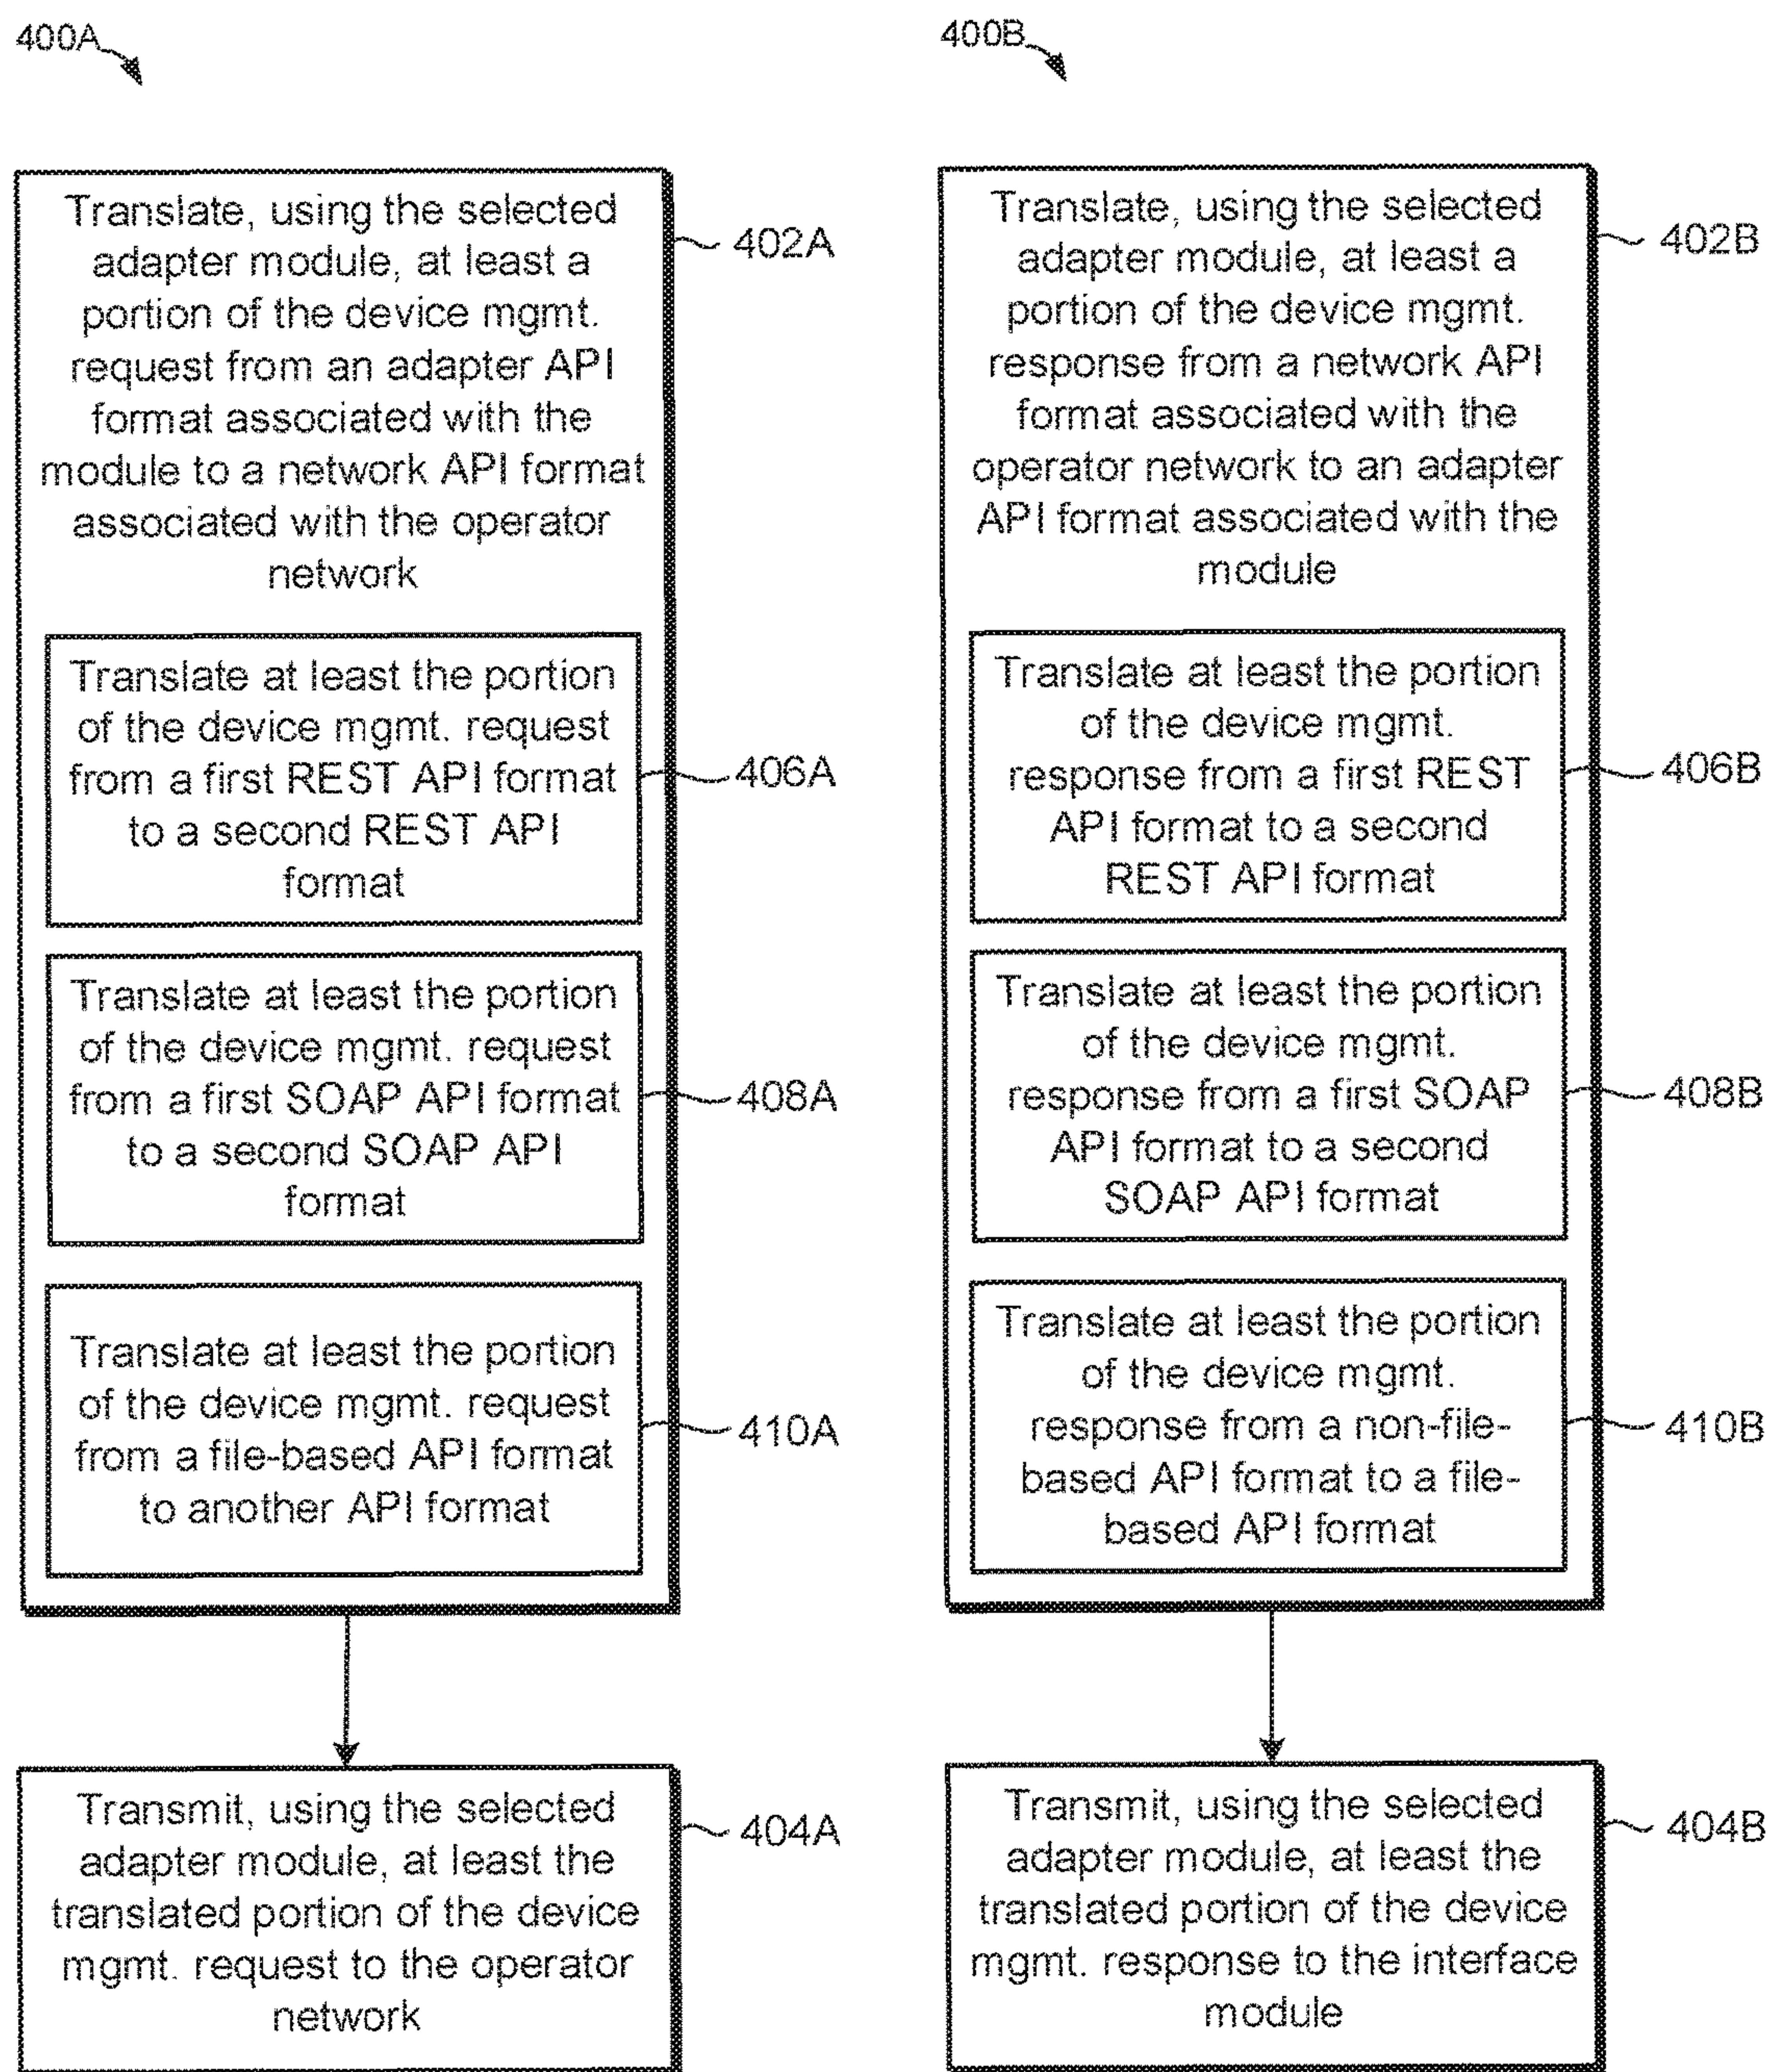 400A
Translate, using the selected
adapter module, at least a
portion of the device mgmt.
request from an adapter API
format associated with the
module to a network API format
associated with the operator
network
402A
Translate at least the portion
of the device mgmt. request
from a first REST API format
to a second REST API
format
406A
Translate at least the portion
of the device mgmt. request
from a first SOAP API format
to a second SOAP API
format
408A
Translate at least the portion
of the device mgmt. request
from a file-based API format
to another API format
410A
Transmit, using the selected
adapter module, at least the
translated portion of the device
mgmt. request to the operator
network
404A
400B
Translate, using the selected
adapter module, at least a
portion of the device mgmt.
response from a network API
format associated with the
operator network to an adapter
API format associated with the
module
402B
Translate at least the portion
of the device mgmt.
response from a first REST
API format to a second
REST API format
406B
Translate at least the portion
of the device mgmt.
response from a first SOAP
API format to a second
SOAP API format
408B
Translate at least the portion
of the device mgmt.
response from a non-file-
based API format to a file-
based API format
410B
Transmit, using the selected
adapter module, at least the
translated portion of the device
mgmt. response to the interface
module
404B